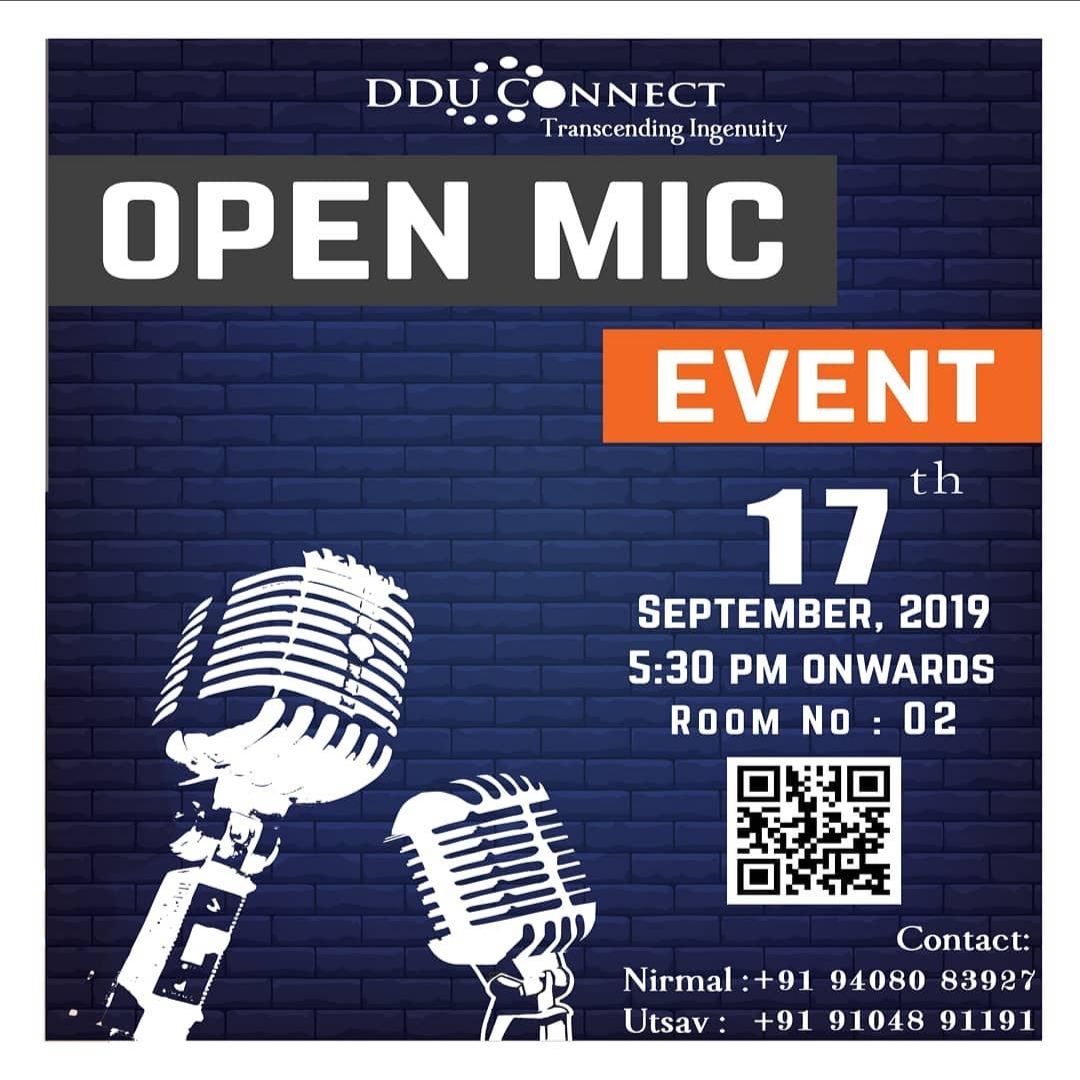 DDU CONNECT
Transcending Ingenuity
OPEN MIC
EVENT
17th
SEPTEMBER, 2019
5:30 PM ONWARDS
ROOM NO : 02
Contact:
Nirmal :+91 94080 83927
Utsav : +91 91048 91191